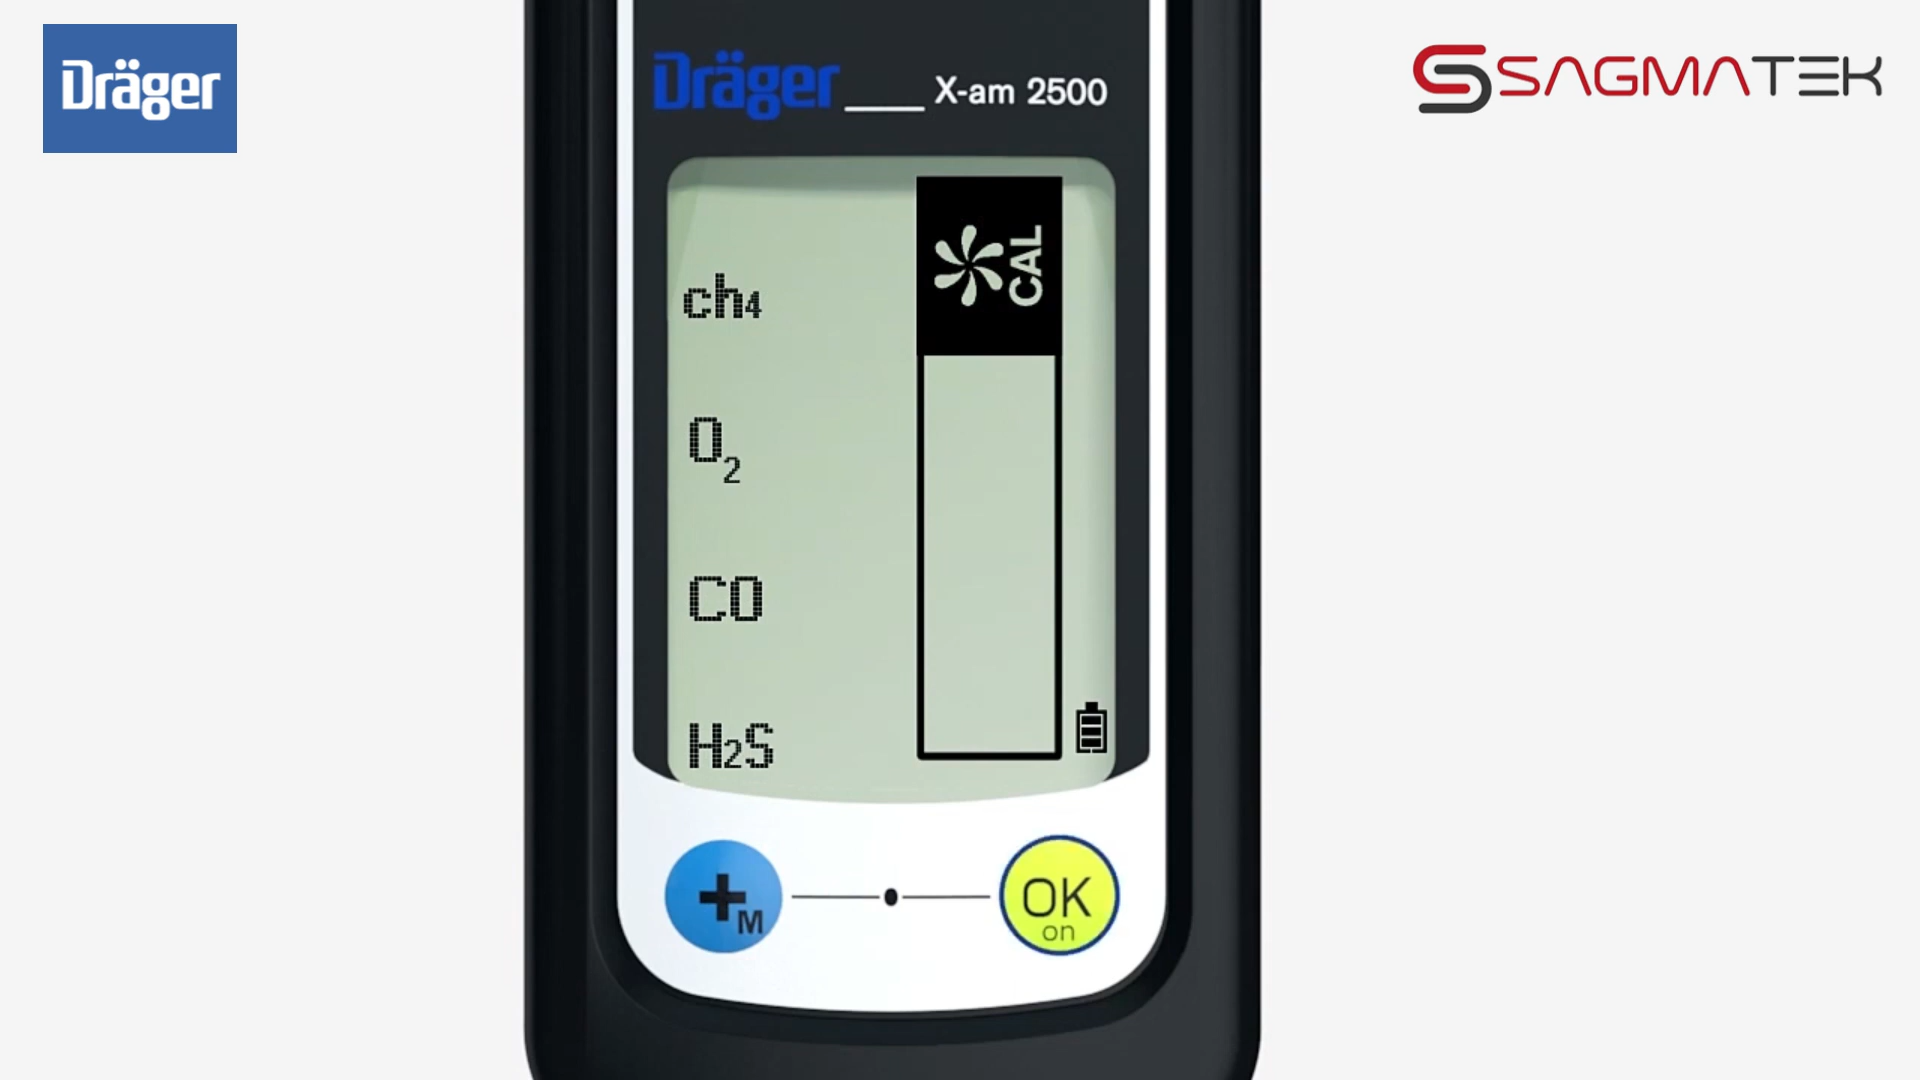 Dräger
Dräger X-am 2500
SAGMATEK
CAL
ch4
O2
CO
H2S
+M
OK
on